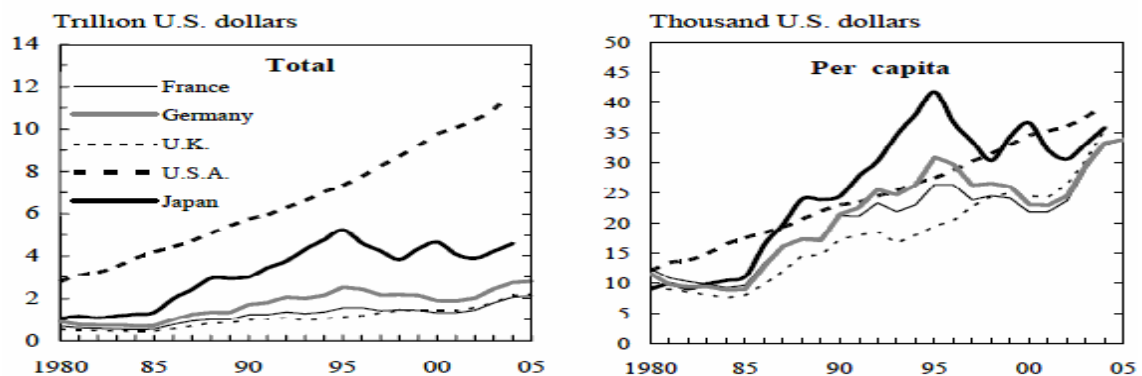 Trillion U.S. dollars
14
12
10
8
6
4
2
0
Total
France
Germany
U.K.
U.S.A.
Japan
1980 85 90 95 00 05
Thousand U.S. dollars
50
45
40
35
30
25
20
15
10
5
0
Per capita
1980 85 90 95 00 05